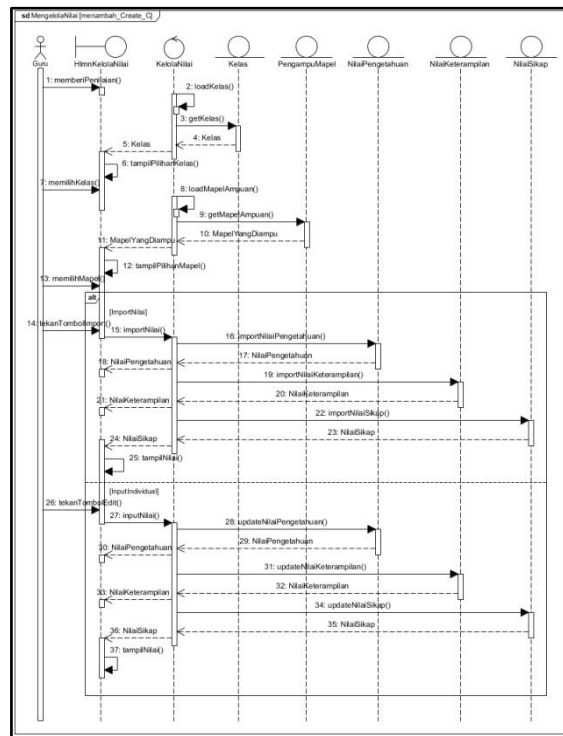 sd MengelolaNilai [menambah_Create_C]
Guru
HlmnKelolaNilai
KelolaNilai
Kelas
PengampuMapel
NilaiPengetahuan
NilaiKeterampilan
NilaiSikap
1: memberiPenilaian()
2: loadKelas()
3: getKelas()
4: Kelas
5: Kelas
6: tampilPilihanKelas()
7: memilihKelas()
8: loadMapelAmpuan()
9: getMapelAmpuan()
10: MapelYangDiampu
11: MapelYangDiampu
12: tampilPilihanMapel()
13: memilihMapel()
alt
[ImportNilai]
14: tekanTombolImport()
15: importNilai()
16: importNilaiPengetahuan()
17: NilaiPengetahuan
18: NilaiPengetahuan
19: importNilaiKeterampilan()
20: NilaiKeterampilan
21: NilaiKeterampilan
22: importNilaiSikap()
23: NilaiSikap
24: NilaiSikap
25: tampilNilai()
[InputIndividual]
26: tekanTombolEdit()
27: inputNilai()
28: updateNilaiPengetahuan()
29: NilaiPengetahuan
30: NilaiPengetahuan
31: updateNilaiKeterampilan()
32: NilaiKeterampilan
33: NilaiKeterampilan
34: updateNilaiSikap()
35: NilaiSikap
36: NilaiSikap
37: tampilNilai()